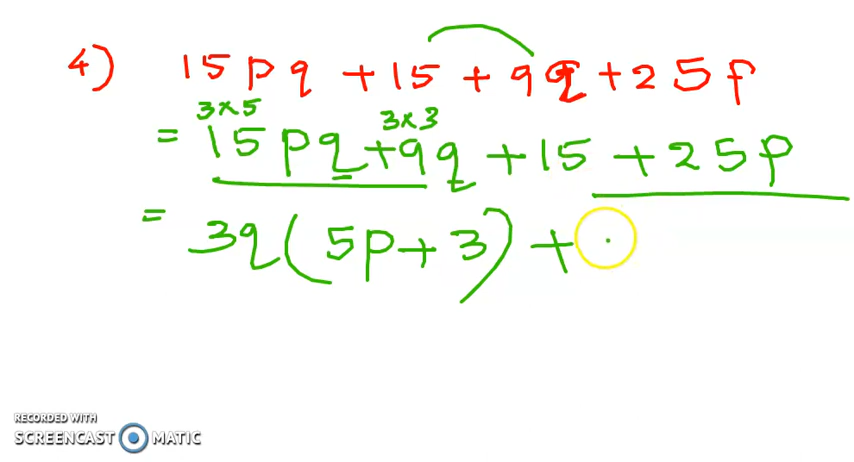 4) 15pq + 15 + 9q + 25p
3×5 3×3
= 15pq + 9q + 15 + 25p
= 3q(5p + 3) +
RECORDED WITH
SCREENCAST MATIC